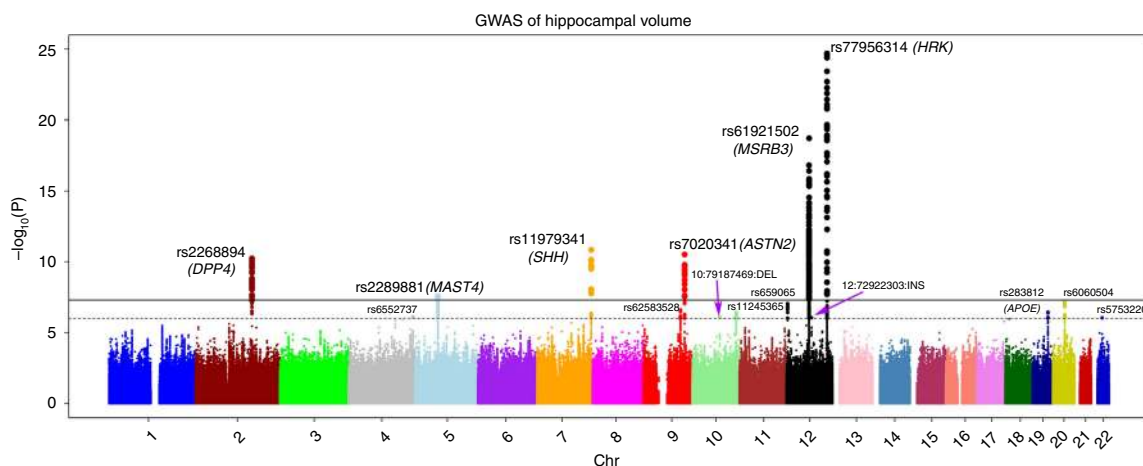 GWAS of hippocampal volume
25
20
15
10
5
0
–log10(P)
rs77956314 (HRK)
rs61921502
(MSRB3)
rs2268894
(DPP4)
rs11979341
(SHH)
rs7020341(ASTN2)
rs2289881(MAST4)
10:79187469:DEL
12:72922303:INS
rs659065
rs6552737
rs62583528
rs11245365
rs283812
(APOE)
rs6060504
rs5753220
1 2 3 4 5 6 7 8 9 10 11 12 13 14 15 16 17 18 19 20 21 22
Chr